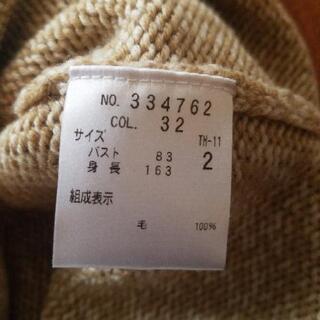 NO. 334762
COL. 32
サイズ TH-11
バスト 83 2
身長 163
組成表示
毛 100%